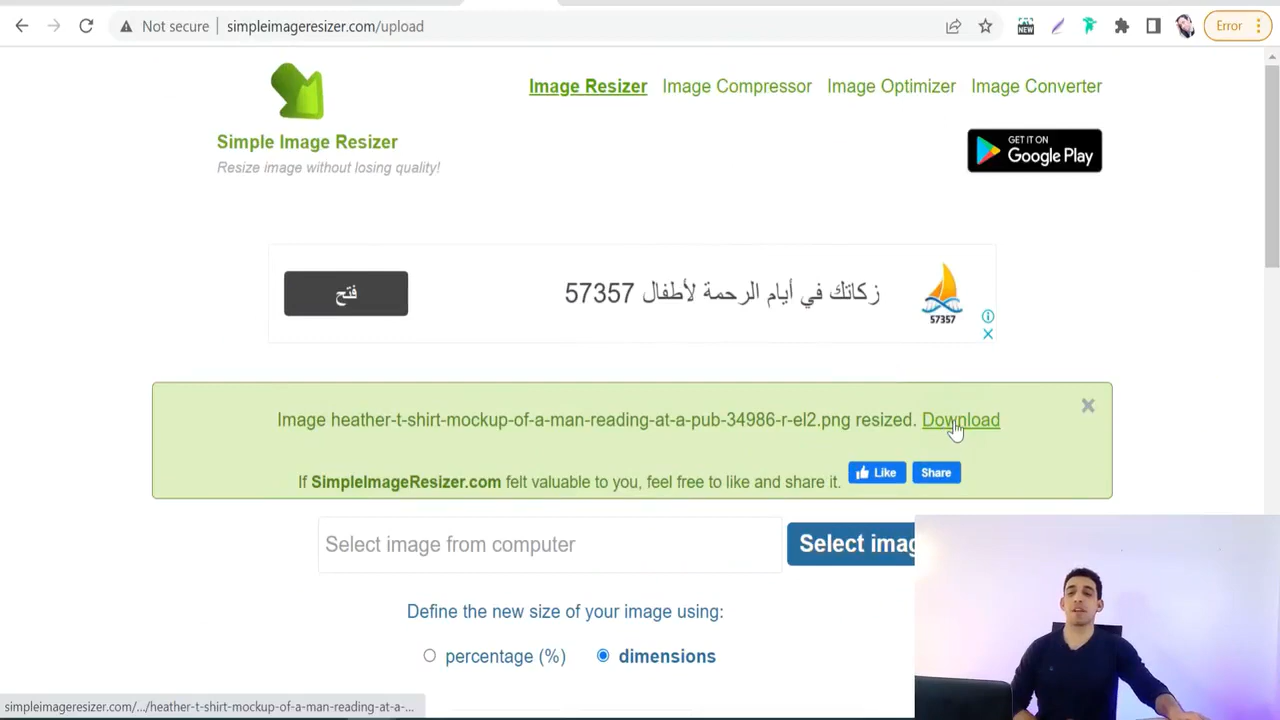 Not secure
simpleimageresizer.com/upload
NEW
Error
Image Resizer
Image Compressor
Image Optimizer
Image Converter
Simple Image Resizer
Resize image without losing quality!
GET IT ON
Google Play
فتح
زكاتك في أيام الرحمة لأطفال 57357
57357
Image heather-t-shirt-mockup-of-a-man-reading-at-a-pub-34986-r-el2.png resized. Download
If SimpleImageResizer.com felt valuable to you, feel free to like and share it.
Like
Share
Select image from computer
Select imag
Define the new size of your image using:
percentage (%)
dimensions
simpleimageresizer.com/.../heather-t-shirt-mockup-of-a-man-reading-at-a-...